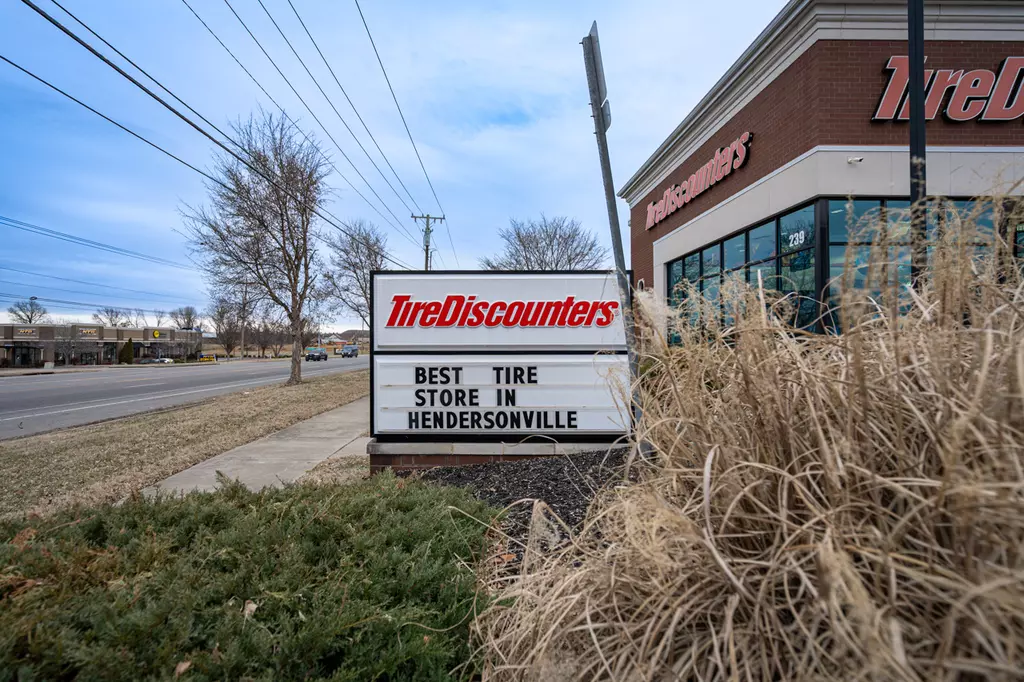 TireDiscounters
BEST TIRE
STORE IN
HENDERSONVILLE
TireDiscounters
TireD
239